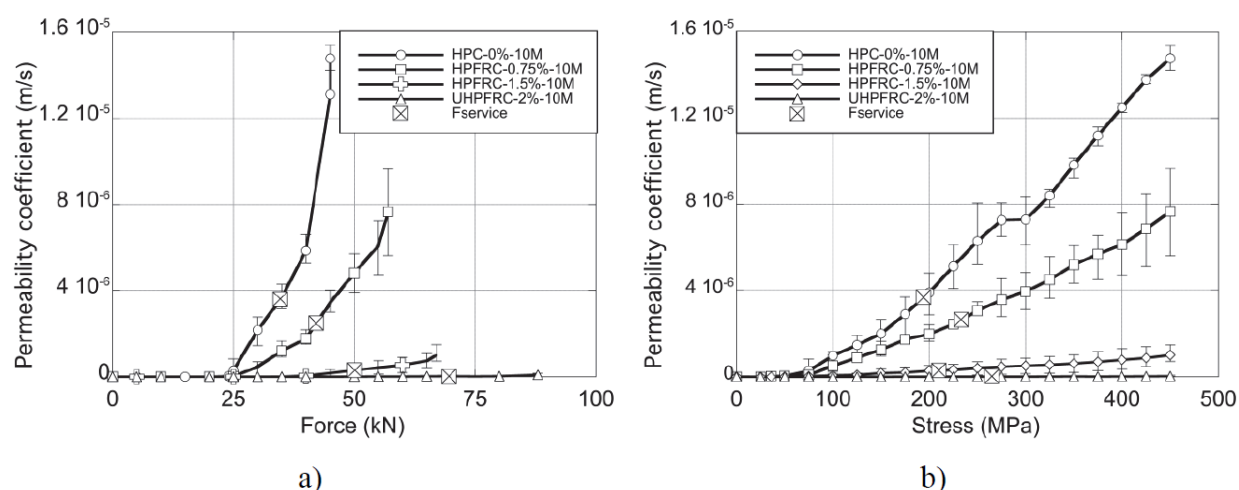 1.6 10⁻⁵
1.2 10⁻⁵
8 10⁻⁶
4 10⁻⁶
0
Permeability coefficient (m/s)
HPC-0%-10M
HPFRC-0.75%-10M
HPFRC-1.5%-10M
UHPFRC-2%-10M
Fservice
0 25 50 75 100
Force (kN)
a)
1.6 10⁻⁵
1.2 10⁻⁵
8 10⁻⁶
4 10⁻⁶
0
Permeability coefficient (m/s)
HPC-0%-10M
HPFRC-0.75%-10M
HPFRC-1.5%-10M
UHPFRC-2%-10M
Fservice
0 100 200 300 400 500
Stress (MPa)
b)